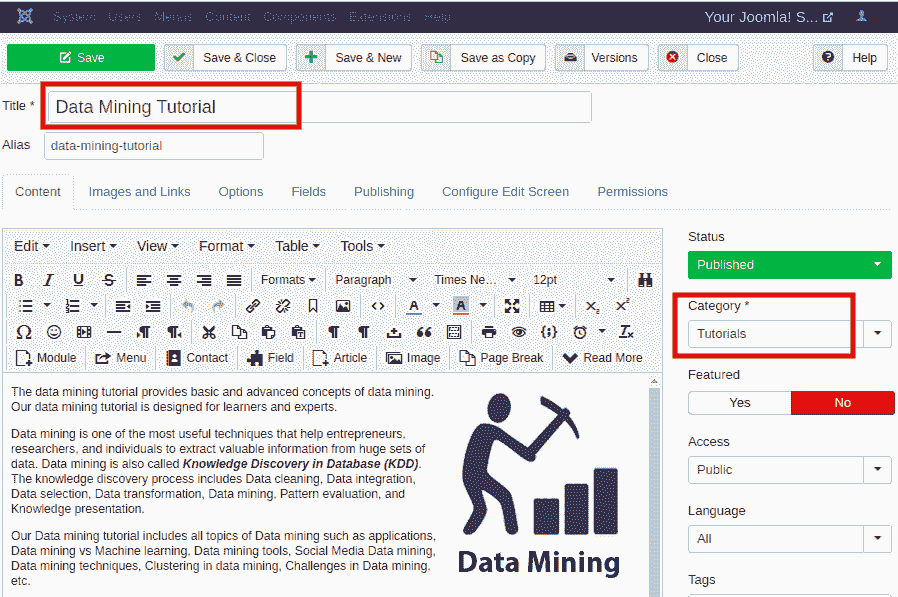 System Users Menus Content Components Extensions Help Your Joomla! S...
Save Save & Close Save & New Save as Copy Versions Close Help
Title * Data Mining Tutorial
Alias data-mining-tutorial
Content Images and Links Options Fields Publishing Configure Edit Screen Permissions
Edit Insert View Format Table Tools
B I U S Formats Paragraph Times Ne... 12pt
A A
Module Menu Contact Field Article Image Page Break Read More
The data mining tutorial provides basic and advanced concepts of data mining.
Our data mining tutorial is designed for learners and experts.
Data mining is one of the most useful techniques that help entrepreneurs,
researchers, and individuals to extract valuable information from huge sets of
data. Data mining is also called Knowledge Discovery in Database (KDD).
The knowledge discovery process includes Data cleaning, Data integration,
Data selection, Data transformation, Data mining, Pattern evaluation, and
Knowledge presentation.
Our Data mining tutorial includes all topics of Data mining such as applications,
Data mining vs Machine learning, Data mining tools, Social Media Data mining,
Data mining techniques, Clustering in data mining, Challenges in Data mining,
etc.
Data Mining
Status
Published
Category *
Tutorials
Featured
Yes No
Access
Public
Language
All
Tags